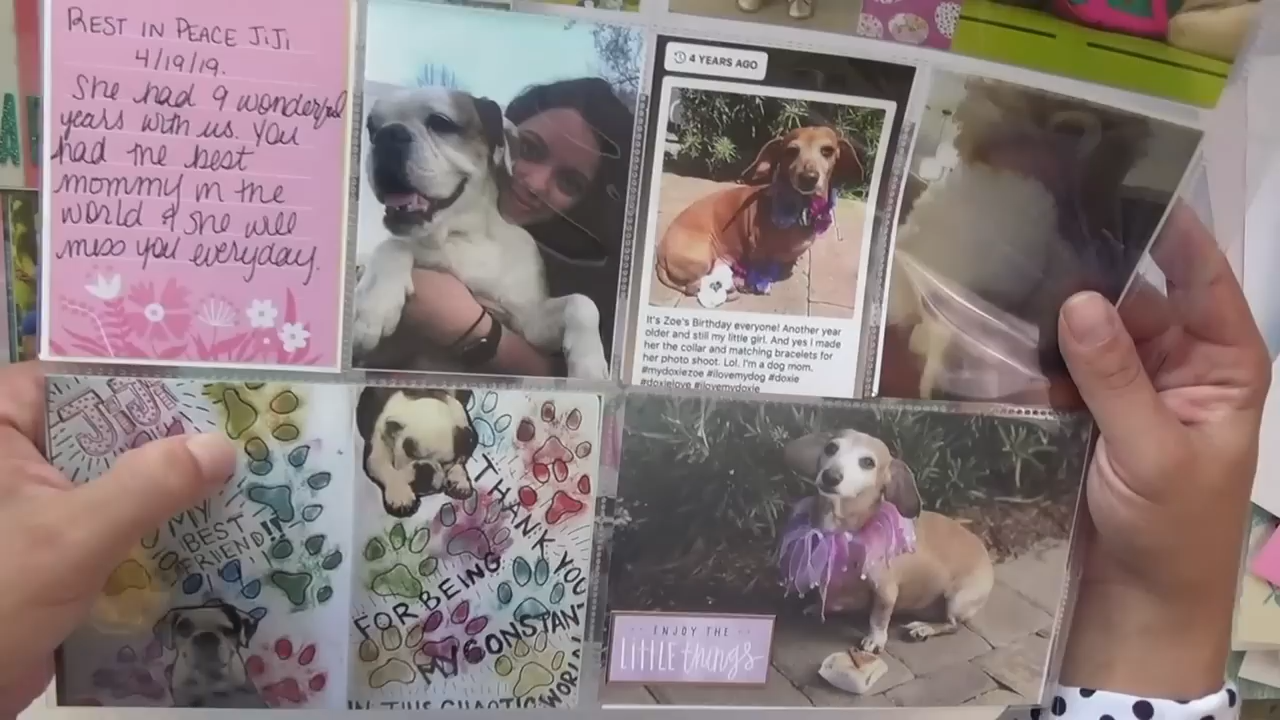 REST IN PEACE JiJi
4/19/19.
She had 9 wonderful
years with us. You
had the best
mommy in the
world & she will
miss you everyday.
4 YEARS AGO
It's Zoe's Birthday everyone! Another year
older and still my little girl. And yes I made
her the collar and matching bracelets for
her photo shoot. Lol. I'm a dog mom.
#mydoxiezoe #ilovemydog #doxie
#doxielove #ilovemydoxie
JiJi
MY
BEST
FRIEND!!
THANK YOU
FOR BEING
MY CONSTANT
IN THIS CHAOTIC
WORLD
ENJOY THE
LITTLE things